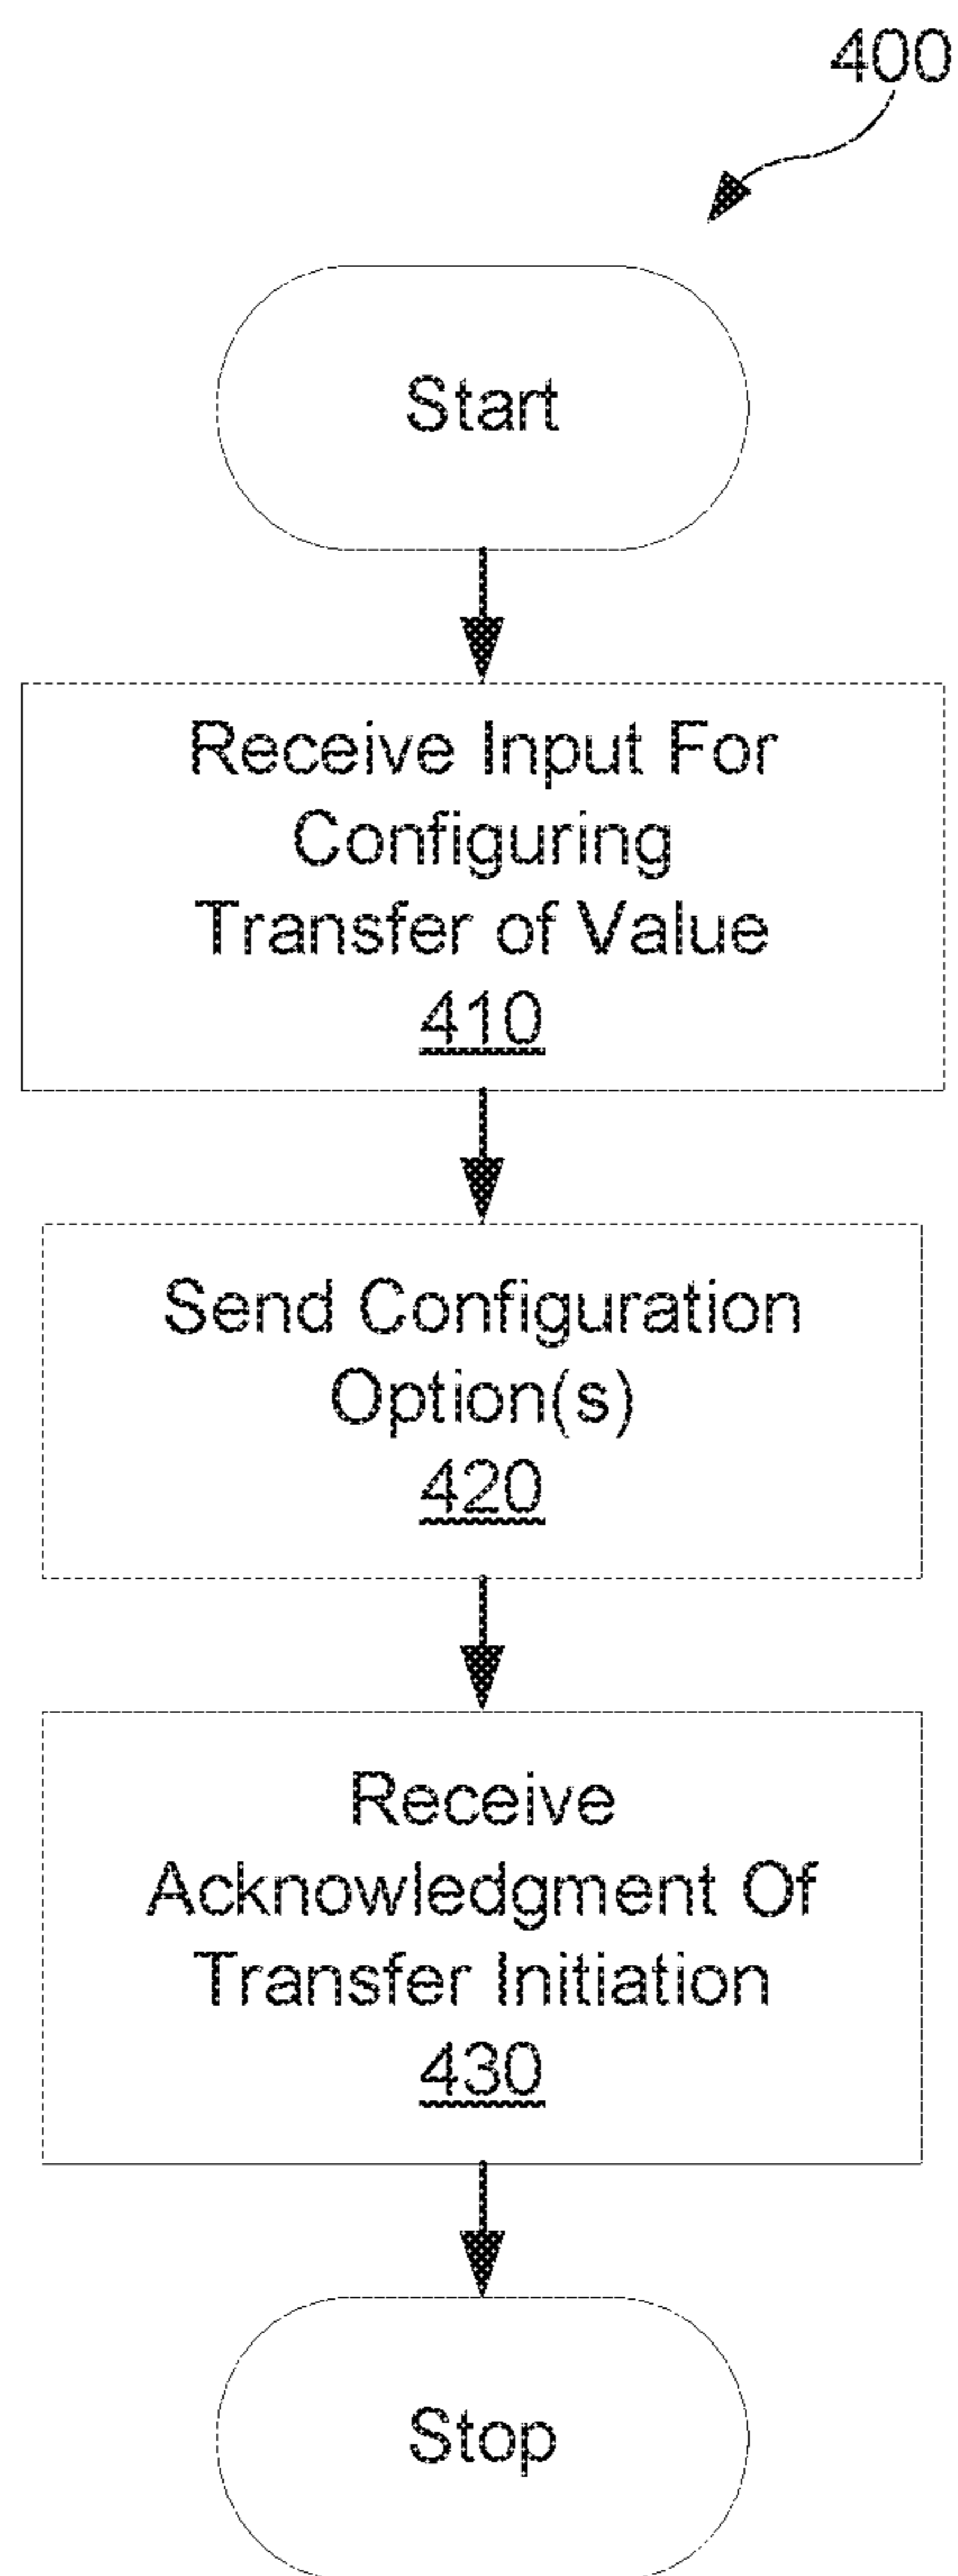 400
Start
Receive Input For
Configuring
Transfer of Value
410
Send Configuration
Option(s)
420
Receive
Acknowledgment Of
Transfer Initiation
430
Stop